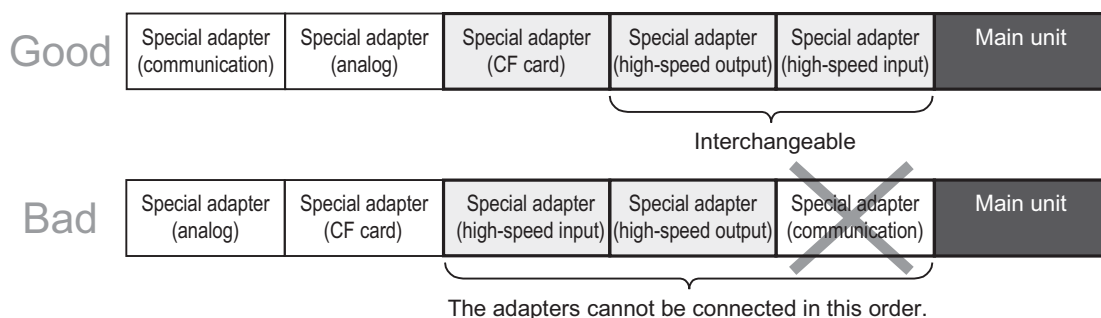 Good
Special adapter
(communication)
Special adapter
(analog)
Special adapter
(CF card)
Special adapter
(high-speed output)
Special adapter
(high-speed input)
Main unit
Interchangeable
Bad
Special adapter
(analog)
Special adapter
(CF card)
Special adapter
(high-speed input)
Special adapter
(high-speed output)
Special adapter
(communication)
Main unit
The adapters cannot be connected in this order.